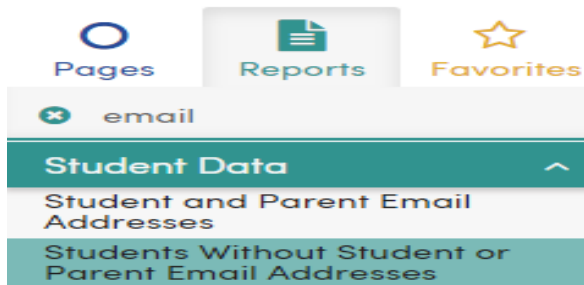 Pages Reports Favorites
email
Student Data
Student and Parent Email
Addresses
Students Without Student or
Parent Email Addresses